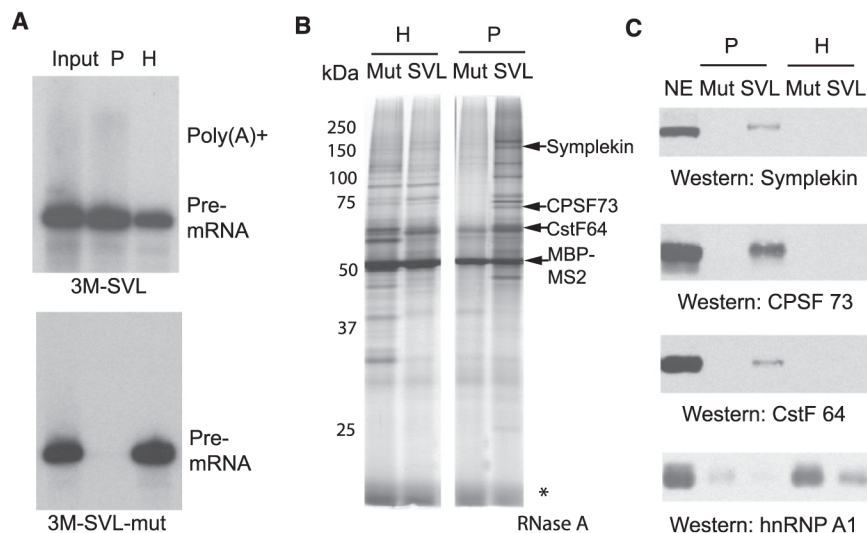 A
Input P H
Poly(A)+
Pre-
mRNA
3M-SVL
Pre-
mRNA
3M-SVL-mut
B
H P
kDa Mut SVL Mut SVL
250
150
100
75
50
37
25
Symplekin
CPSF73
CstF64
MBP-
MS2
*
RNase A
C
P H
NE Mut SVL Mut SVL
Western: Symplekin
Western: CPSF 73
Western: CstF 64
Western: hnRNP A1